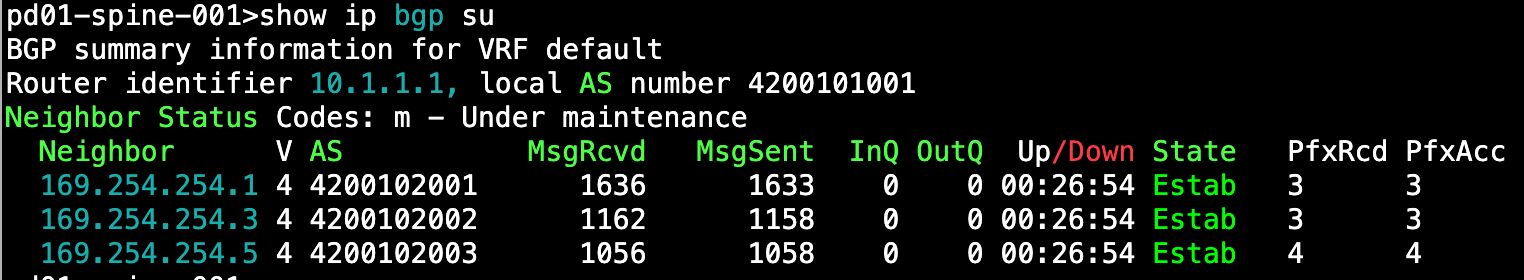 pd01-spine-001>show ip bgp su
BGP summary information for VRF default
Router identifier 10.1.1.1, local AS number 4200101001
Neighbor Status Codes: m - Under maintenance
  Neighbor      V AS           MsgRcvd   MsgSent  InQ OutQ  Up/Down State   PfxRcd PfxAcc
  169.254.254.1 4 4200102001      1636      1633    0    0 00:26:54 Estab   3      3
  169.254.254.3 4 4200102002      1162      1158    0    0 00:26:54 Estab   3      3
  169.254.254.5 4 4200102003      1056      1058    0    0 00:26:54 Estab   4      4